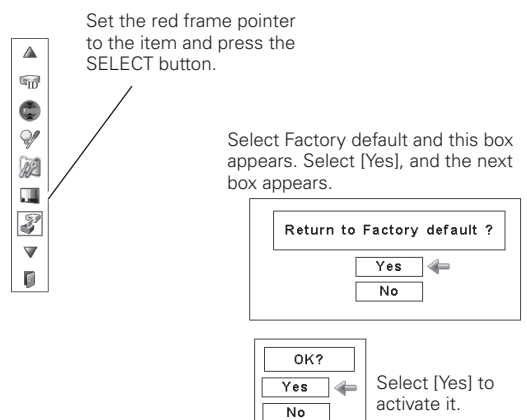 Set the red frame pointer
to the item and press the
SELECT button.
ID
Select Factory default and this box
appears. Select [Yes], and the next
box appears.
Return to Factory default ?
Yes
No
OK?
Yes
No
Select [Yes] to
activate it.